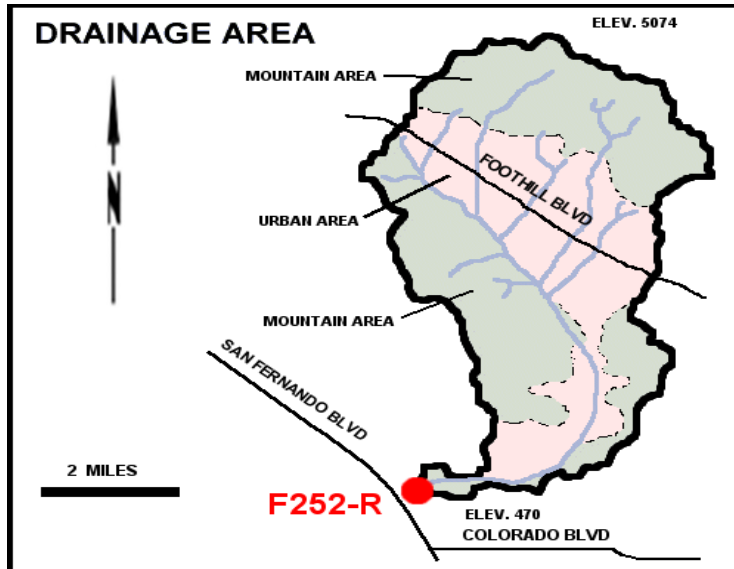 DRAINAGE AREA
ELEV. 5074
MOUNTAIN AREA
N
FOOTHILL BLVD
URBAN AREA
MOUNTAIN AREA
SAN FERNANDO BLVD
2 MILES
F252-R
ELEV. 470
COLORADO BLVD